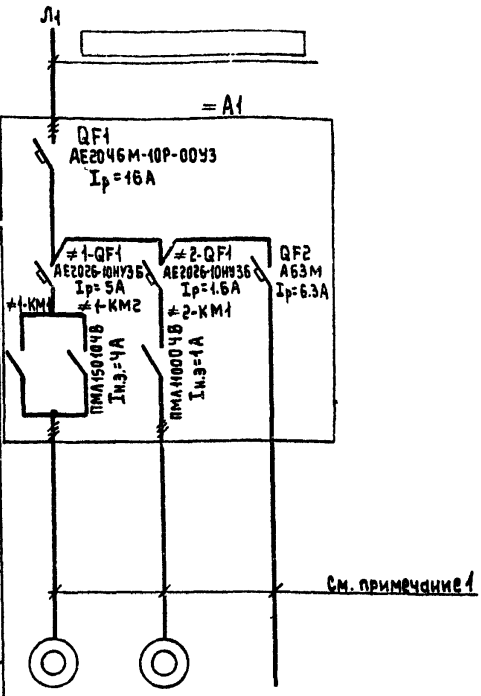 Л1
= А1
QF1
АЕ2046М-10Р-00У3
Iр=16А
≠1-QF1
АЕ2026-10НУ3Б
Iр=5А
≠2-QF1
АЕ2026-10НУ3Б
Iр=1.6А
QF2
А63М
Iр=6.3А
≠1-КМ1
≠1-КМ2
≠2-КМ1
ПМА150104В
Iн.э.=4А
ПМА110004В
Iн.э.=1А
См. примечание 1